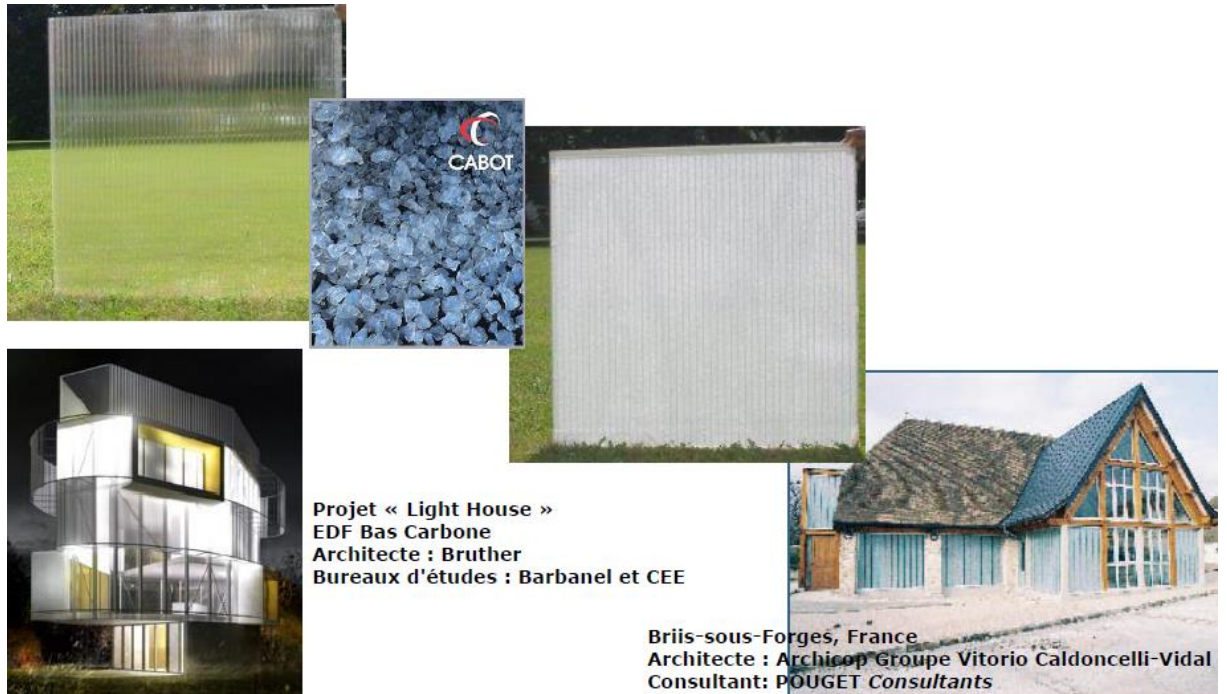 CABOT
Projet « Light House »
EDF Bas Carbone
Architecte : Bruther
Bureaux d'études : Barbanel et CEE
Briis-sous-Forges, France
Architecte : Archicop Groupe Vitorio Caldoncelli-Vidal
Consultant: POUGET Consultants